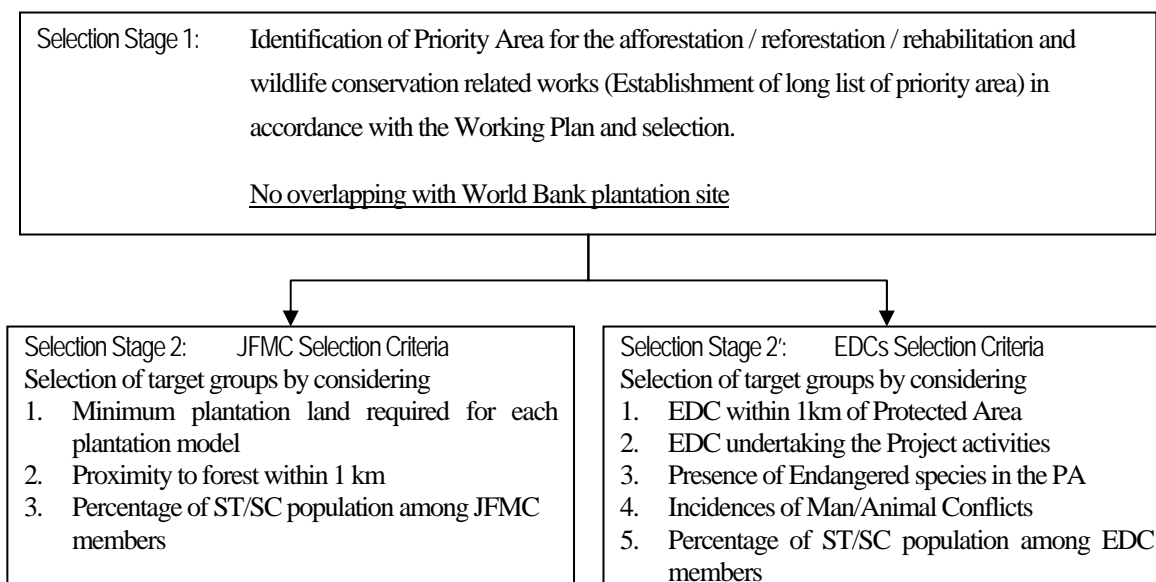 Selection Stage 1: Identification of Priority Area for the afforestation / reforestation / rehabilitation and
wildlife conservation related works (Establishment of long list of priority area) in
accordance with the Working Plan and selection.
No overlapping with World Bank plantation site
Selection Stage 2: JFMC Selection Criteria
Selection of target groups by considering
1. Minimum plantation land required for each
plantation model
2. Proximity to forest within 1 km
3. Percentage of ST/SC population among JFMC
members
Selection Stage 2': EDCs Selection Criteria
Selection of target groups by considering
1. EDC within 1km of Protected Area
2. EDC undertaking the Project activities
3. Presence of Endangered species in the PA
4. Incidences of Man/Animal Conflicts
5. Percentage of ST/SC population among EDC
members